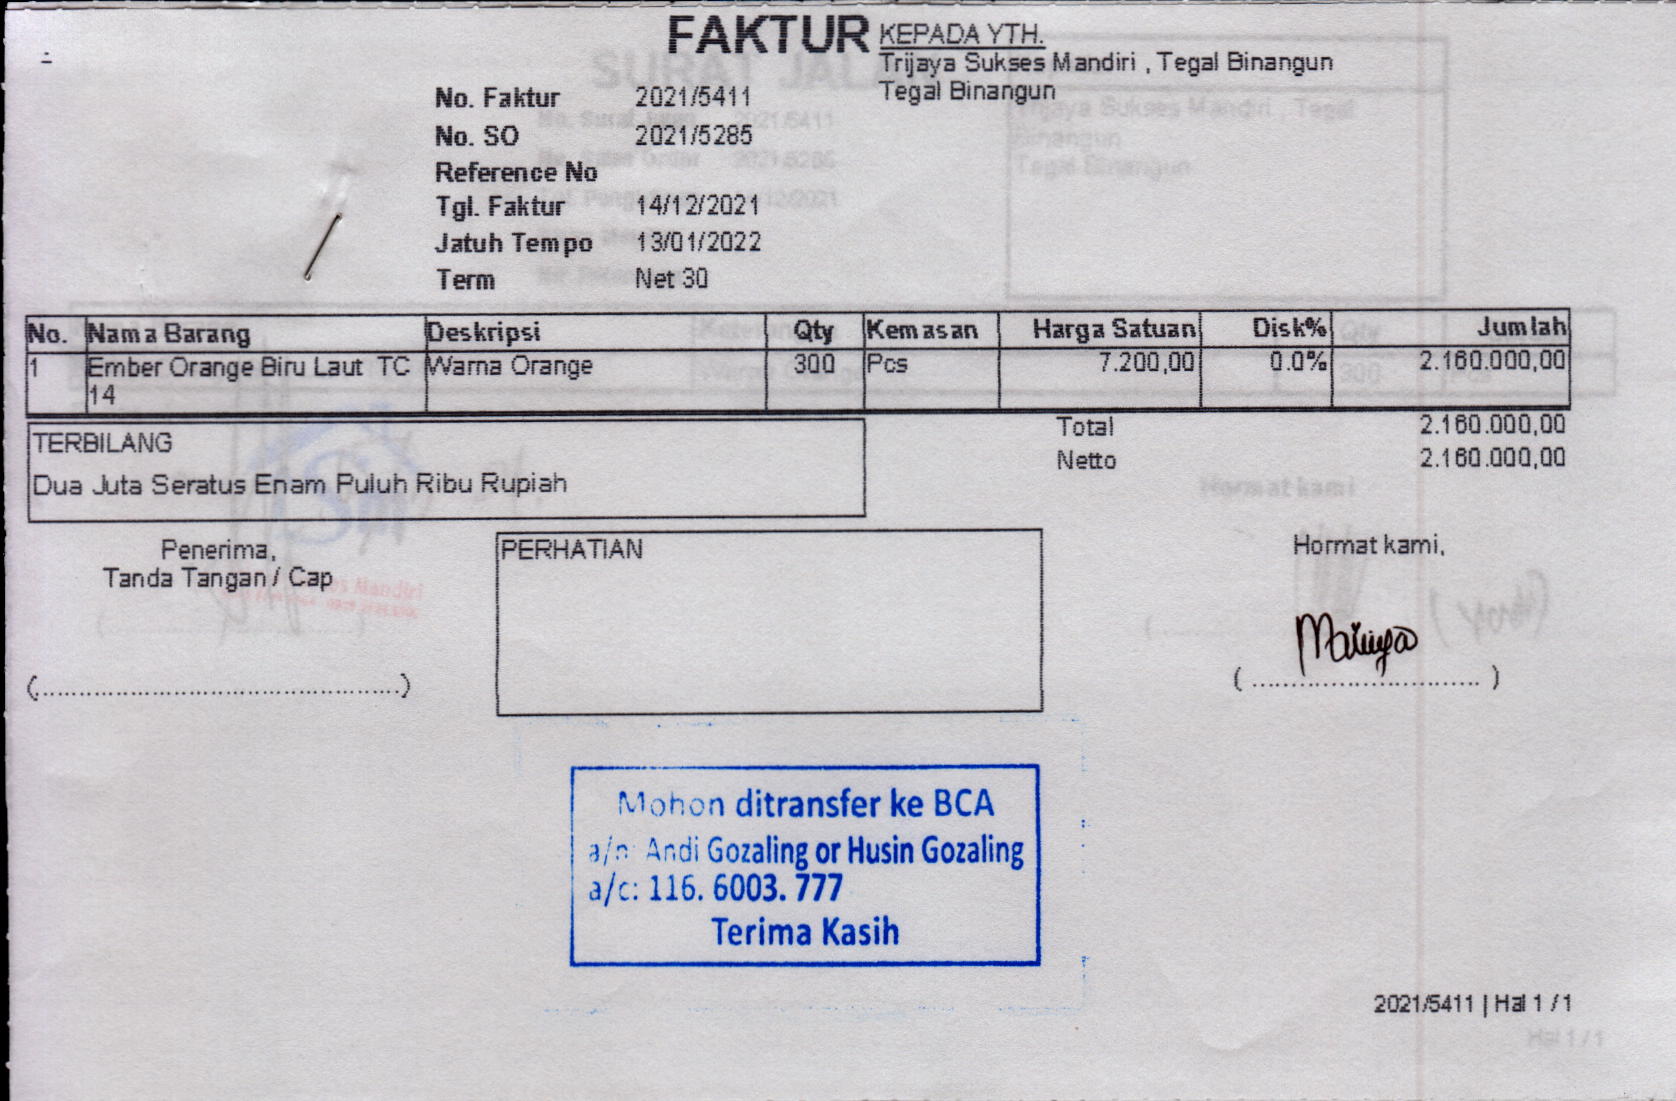 FAKTUR
KEPADA YTH.
Trijaya Sukses Mandiri , Tegal Binangun
Tegal Binangun
No. Faktur 2021/5411
No. SO 2021/5285
Reference No
Tgl. Faktur 14/12/2021
Jatuh Tempo 13/01/2022
Term Net 30
No. Nama Barang Deskripsi Qty Kemasan Harga Satuan Disk% Jumlah
1 Ember Orange Biru Laut TC Warna Orange 300 Pcs 7.200,00 0.0% 2.160.000,00
14
Total 2.160.000,00
Netto 2.160.000,00
TERBILANG
Dua Juta Seratus Enam Puluh Ribu Rupiah
Penerima,
Tanda Tangan / Cap
(................................................)
PERHATIAN
Hormat kami,
( ............................. )
Mohon ditransfer ke BCA
a/n: Andi Gozaling or Husin Gozaling
a/c: 116. 6003. 777
Terima Kasih
2021/5411 | Hal 1 / 1